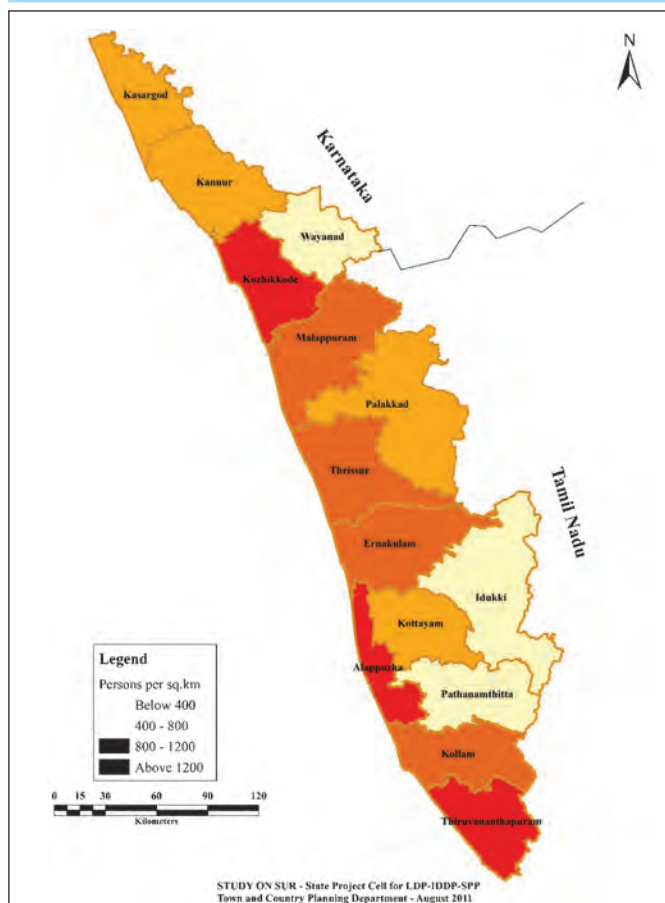 N
Kasargod
Karnataka
Kannur
Wayanad
Kozhikkode
Malappuram
Palakkad
Thrissur
Tamil Nadu
Ernakulam
Idukki
Kottayam
Alappuzha
Pathanamthitta
Kollam
Thiruvananthapuram
Legend
Persons per sq.km
Below 400
400 - 800
800 - 1200
Above 1200
0 15 30 60 90 120
Kilometers
STUDY ON SUR - State Project Cell for LDP-IDDP-SPP
Town and Country Planning Department - August 2011